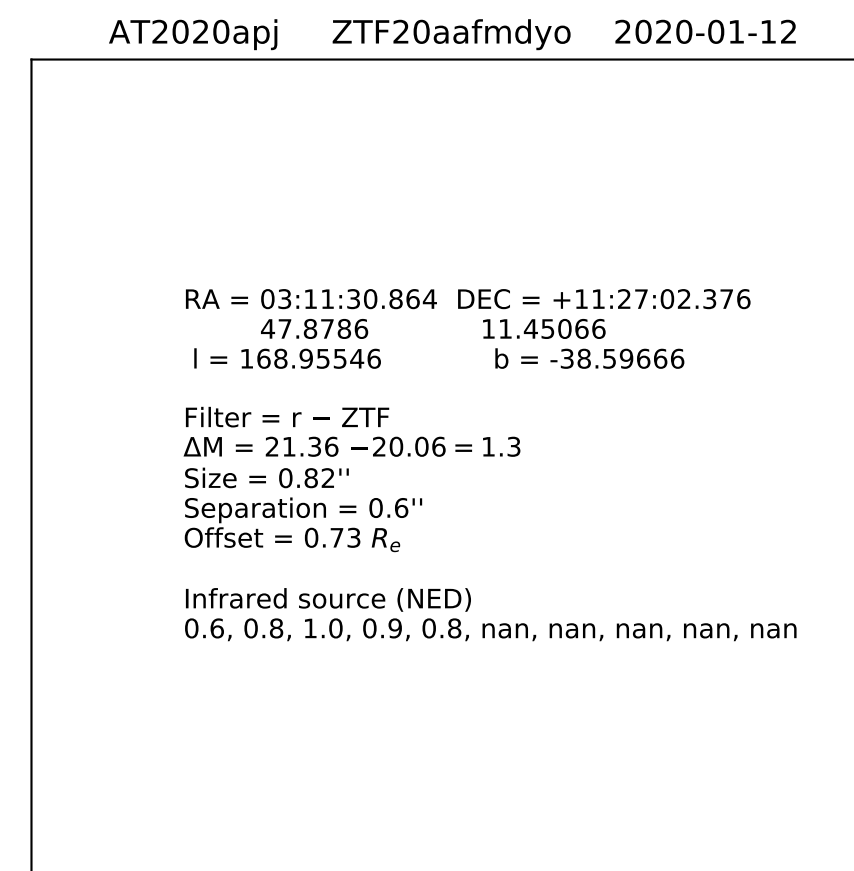 AT2020apj ZTF20aafmdyo 2020-01-12
RA = 03:11:30.864 DEC = +11:27:02.376
47.8786 11.45066
l = 168.95546 b = -38.59666
Filter = r − ZTF
ΔM = 21.36 −20.06 = 1.3
Size = 0.82''
Separation = 0.6''
Offset = 0.73 Rₑ
Infrared source (NED)
0.6, 0.8, 1.0, 0.9, 0.8, nan, nan, nan, nan, nan